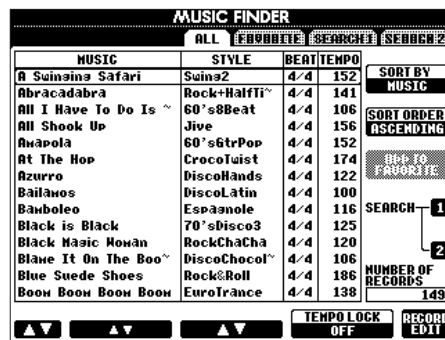 MUSIC FINDER
ALL FAVORITE SEARCH1 SEARCH2
MUSIC STYLE BEAT TEMPO
A Swinging Safari Swing2 4/4 152
Abracadabra Rock+HalfTi~ 4/4 141
All I Have To Do Is ~ 60's8Beat 4/4 106
All Shook Up Jive 4/4 156
Amapola 60'sGtrPop 4/4 152
At The Hop CrocoTwist 4/4 174
Azurro DiscoHands 4/4 122
Bailamos DiscoLatin 4/4 100
Bamboleo Espagnole 4/4 116
Black is Black 70'sDisco3 4/4 125
Black Magic Woman RockChaCha 4/4 120
Blame It On The Boo~ DiscoChocol~ 4/4 106
Blue Suede Shoes Rock&Roll 4/4 186
Boom Boom Boom Boom EuroTrance 4/4 138
SORT BY
MUSIC
SORT ORDER
ASCENDING
ADD TO
FAVORITE
SEARCH 1
2
NUMBER OF
RECORDS
149
TEMPO LOCK
OFF
RECORD
EDIT